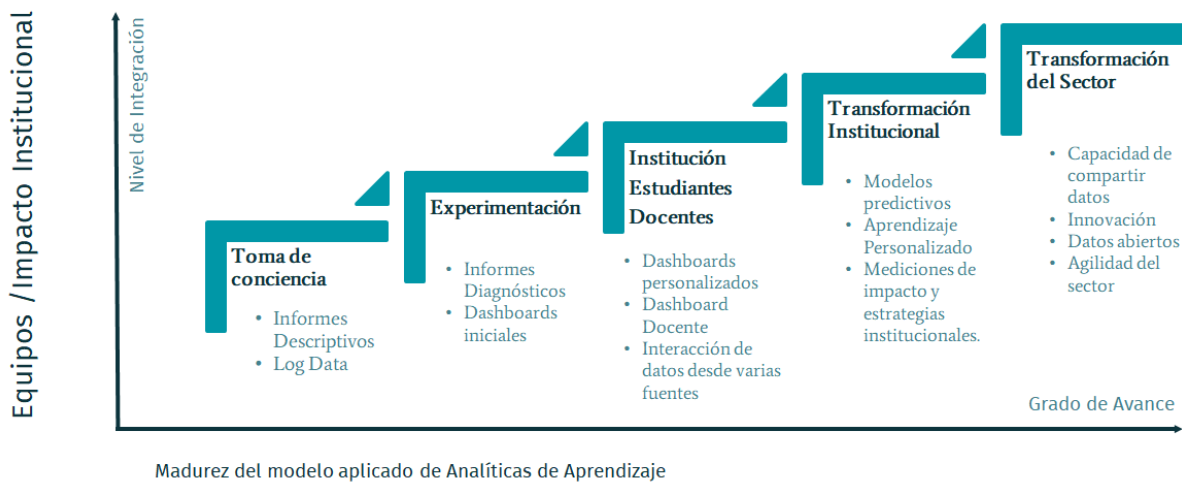 Equipos /Impacto Institucional
Nivel de Integración
Toma de
conciencia
• Informes
Descriptivos
• Log Data
Experimentación
• Informes
Diagnósticos
• Dashboards
iniciales
Institución
Estudiantes
Docentes
• Dashboards
personalizados
• Dashboard
Docente
• Interacción de
datos desde varias
fuentes
Transformación
Institucional
• Modelos
predictivos
• Aprendizaje
Personalizado
• Mediciones de
impacto y
estrategias
institucionales.
Transformación
del Sector
• Capacidad de
compartir
datos
• Innovación
• Datos abiertos
• Agilidad del
sector
Grado de Avance
Madurez del modelo aplicado de Analíticas de Aprendizaje